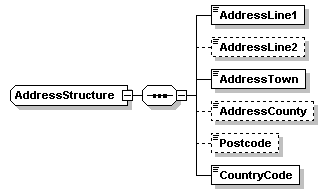 AddressStructure
AddressLine1
AddressLine2
AddressTown
AddressCounty
Postcode
CountryCode